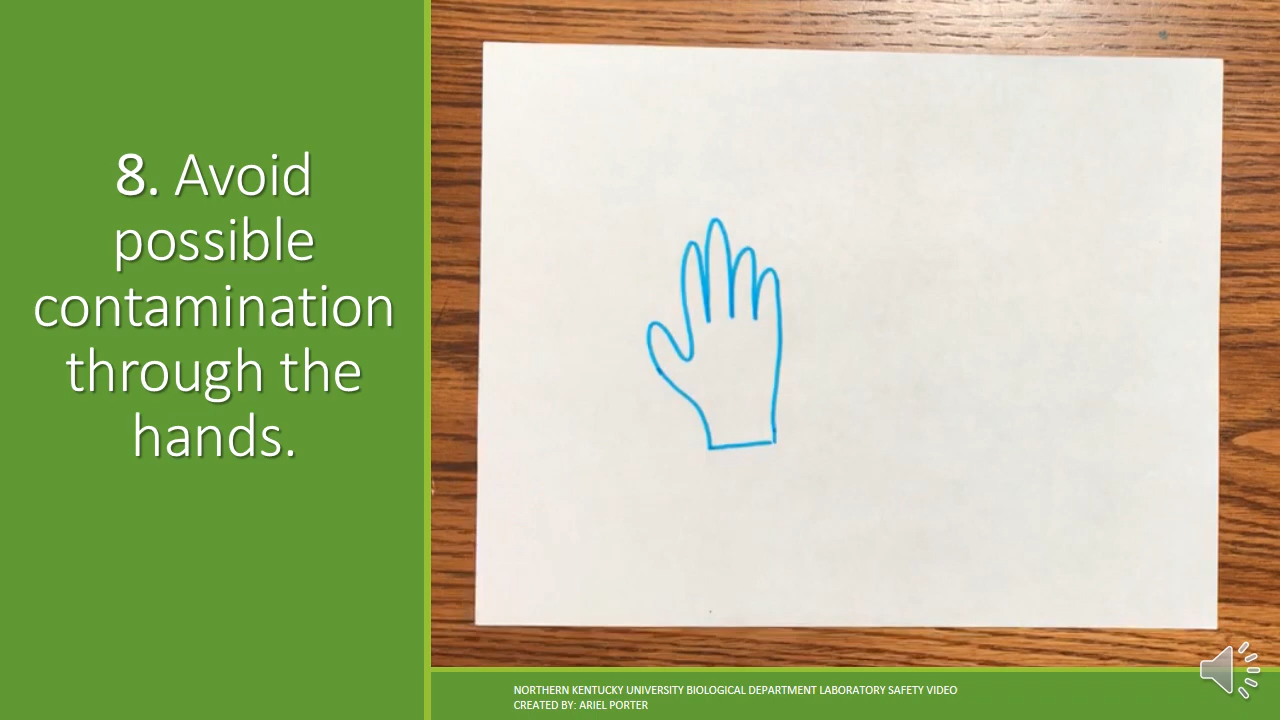 8. Avoid
possible
contamination
through the
hands.
NORTHERN KENTUCKY UNIVERSITY BIOLOGICAL DEPARTMENT LABORATORY SAFETY VIDEO
CREATED BY: ARIEL PORTER